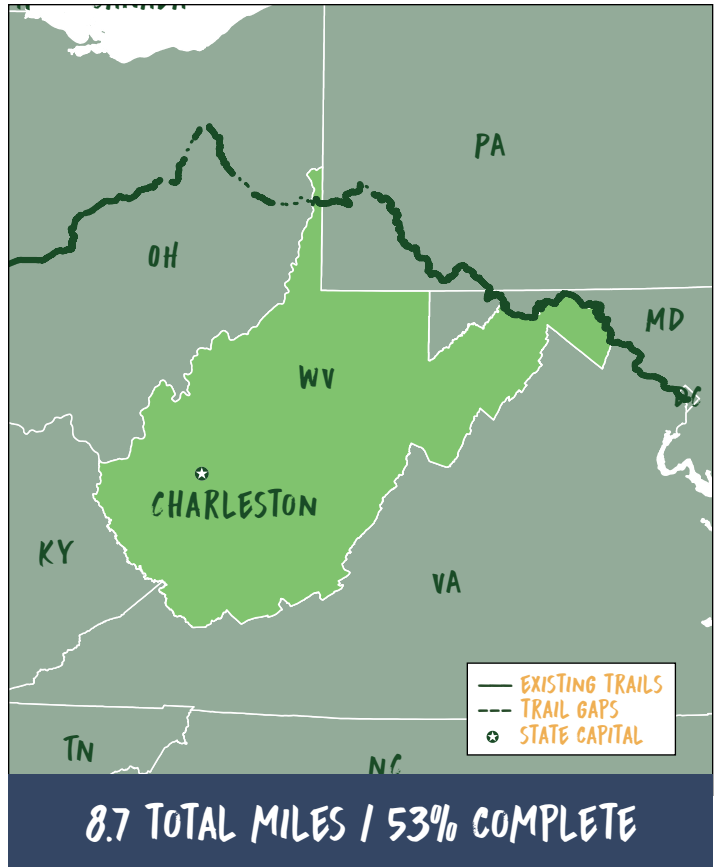 CANADA
PA
OH
MD
WV
DC
CHARLESTON
KY
VA
EXISTING TRAILS
TRAIL GAPS
STATE CAPITAL
TN
NC
8.7 TOTAL MILES / 53% COMPLETE